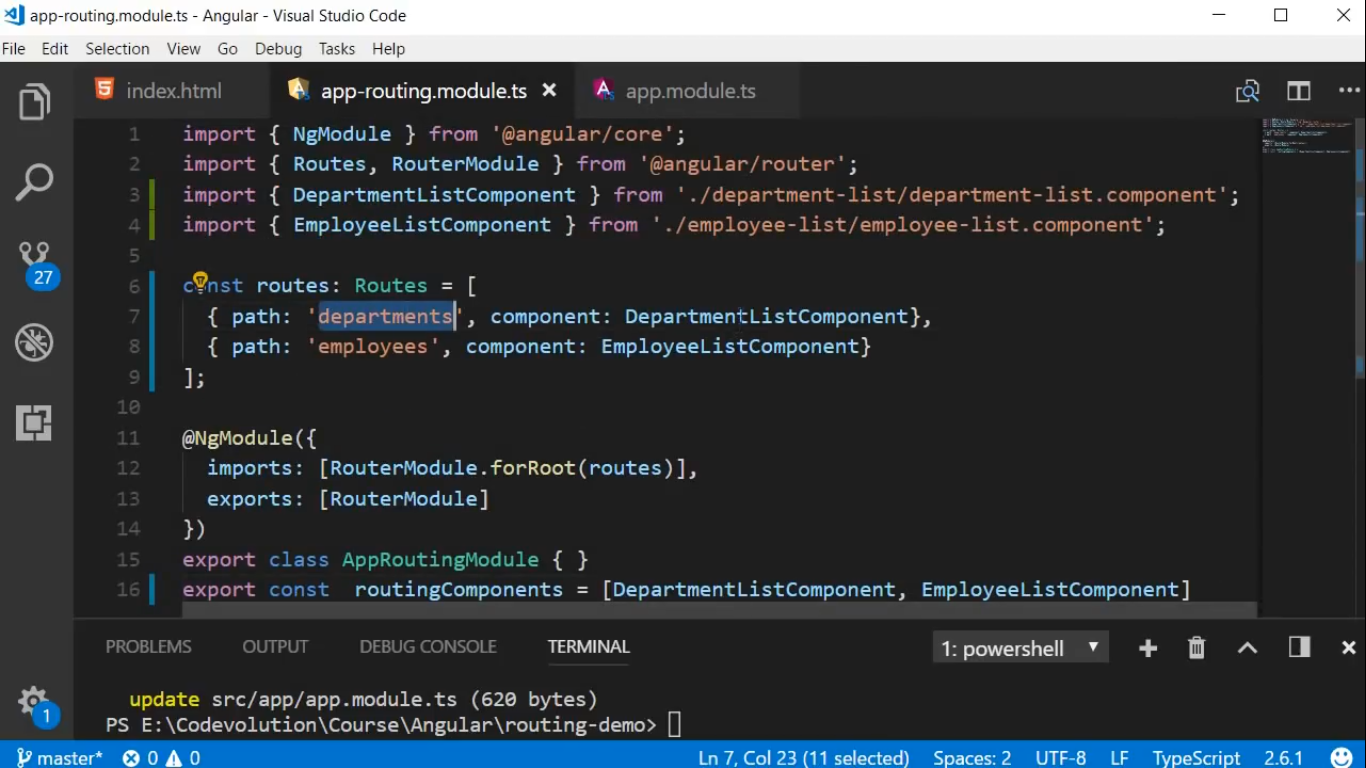 app-routing.module.ts - Angular - Visual Studio Code
File Edit Selection View Go Debug Tasks Help
index.html app-routing.module.ts app.module.ts
1 import { NgModule } from '@angular/core';
2 import { Routes, RouterModule } from '@angular/router';
3 import { DepartmentListComponent } from './department-list/department-list.component';
4 import { EmployeeListComponent } from './employee-list/employee-list.component';
5
6 const routes: Routes = [
7 { path: 'departments', component: DepartmentListComponent},
8 { path: 'employees', component: EmployeeListComponent}
9 ];
10
11 @NgModule({
12 imports: [RouterModule.forRoot(routes)],
13 exports: [RouterModule]
14 })
15 export class AppRoutingModule { }
16 export const routingComponents = [DepartmentListComponent, EmployeeListComponent]
27
PROBLEMS OUTPUT DEBUG CONSOLE TERMINAL 1: powershell
update src/app/app.module.ts (620 bytes)
PS E:\Codevolution\Course\Angular\routing-demo>
1
master* 0 0 Ln 7, Col 23 (11 selected) Spaces: 2 UTF-8 LF TypeScript 2.6.1